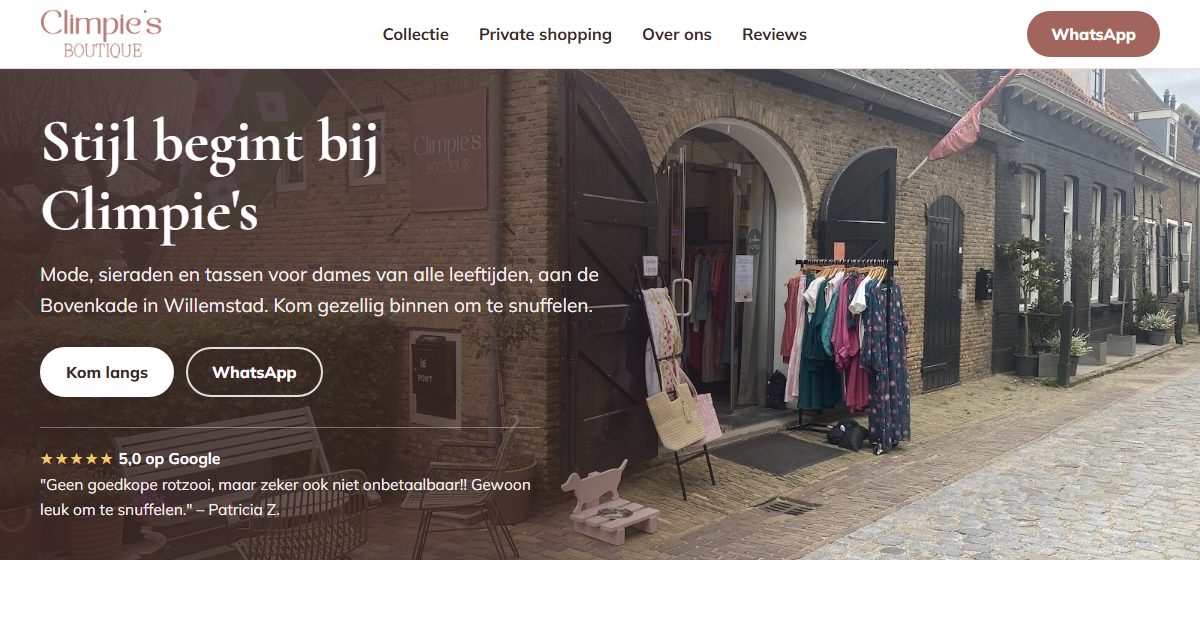 Climpie's
BOUTIQUE
Collectie
Private shopping
Over ons
Reviews
WhatsApp
Stijl begint bij
Climpie's
Climpie's
BOUTIQUE
Mode, sieraden en tassen voor dames van alle leeftijden, aan de
Bovenkade in Willemstad. Kom gezellig binnen om te snuffelen.
Kom langs
WhatsApp
16
POST
★★★★★ 5,0 op Google
"Geen goedkope rotzooi, maar zeker ook niet onbetaalbaar!! Gewoon
leuk om te snuffelen." – Patricia Z.